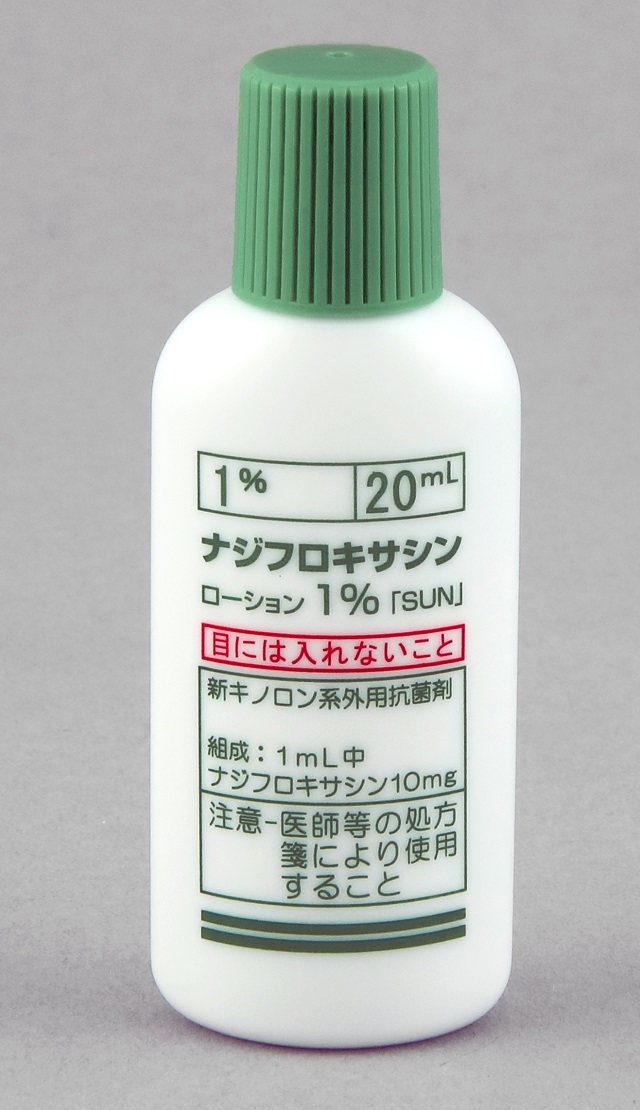 1% 20mL
ナジフロキサシン
ローション 1%「SUN」
目には入れないこと
新キノロン系外用抗菌剤
組成：1mL中
ナジフロキサシン10mg
注意-医師等の処方
箋により使用
すること